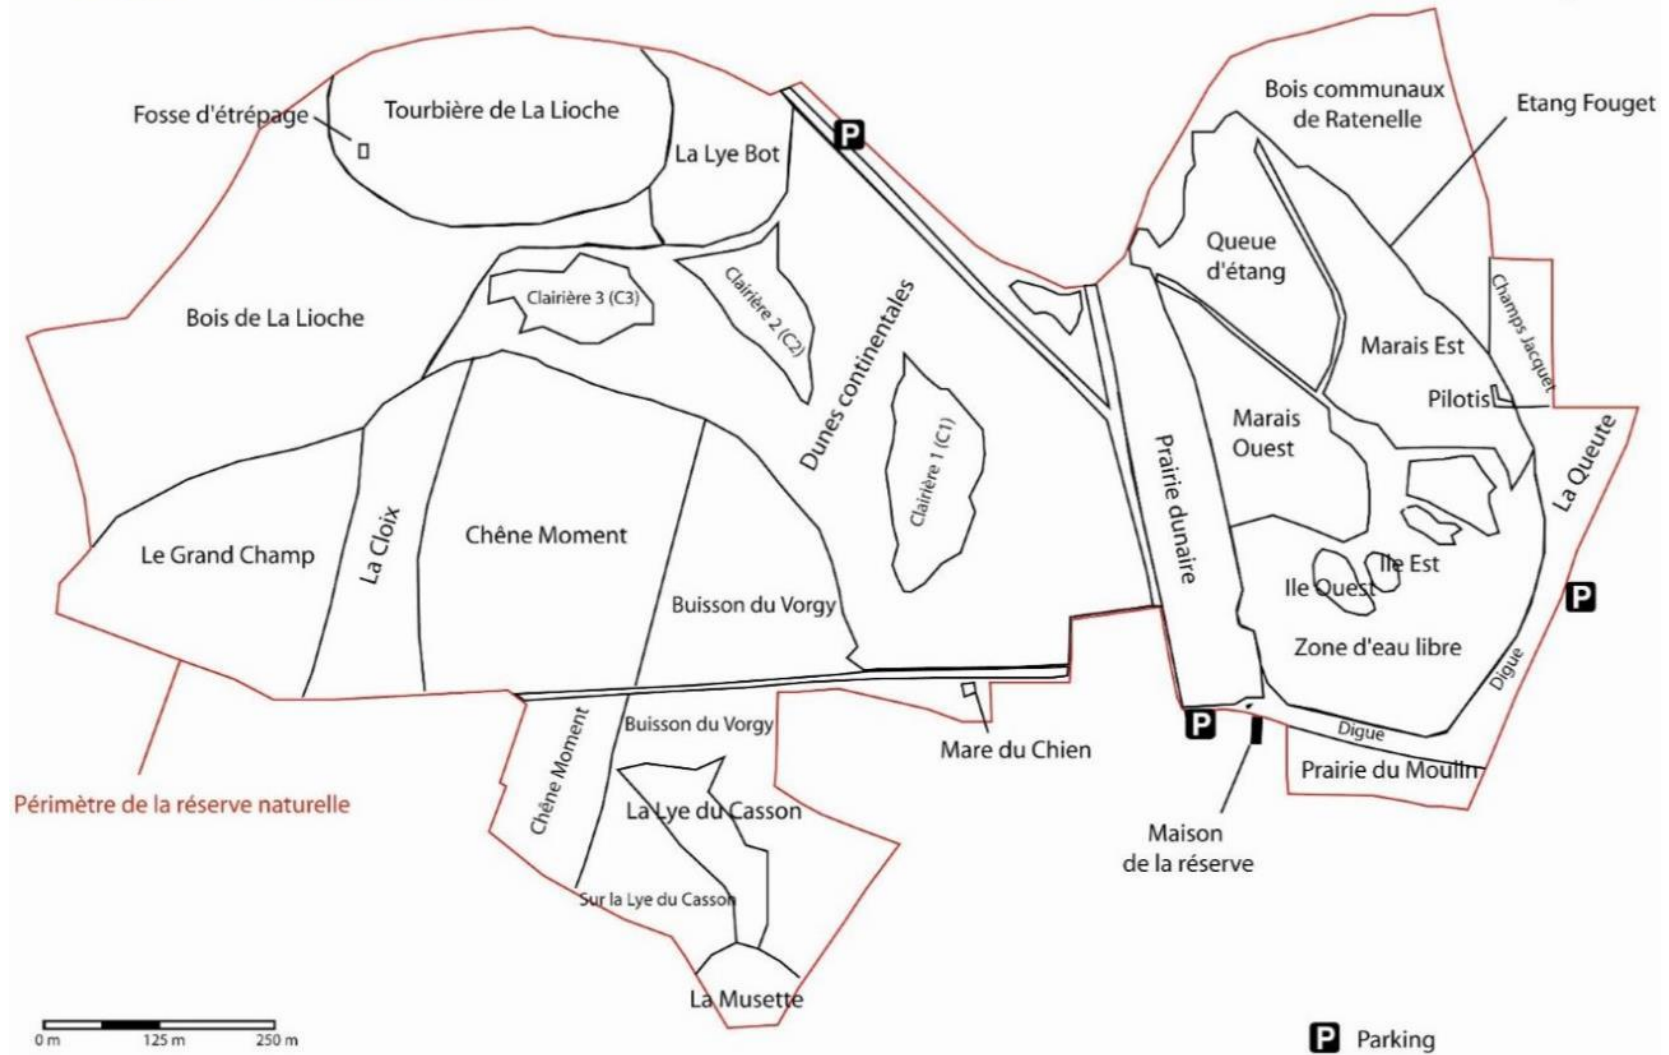 Bois communaux
de Ratenelle
Etang Fouget
Fosse d'étrépage
Tourbière de La Lioche
P
La Lye Bot
Queue
d'étang
Clairière 3 (C3)
Clairière 2 (C2)
Dunes continentales
Bois de La Lioche
Champs Jacquet
Marais Est
Pilotis
Marais
Ouest
La Queute
Clairière 1 (C1)
Prairie dunaire
Le Grand Champ
La Cloix
Chêne Moment
Ile Est
Ile Ouest
P
Buisson du Vorgy
Zone d'eau libre
Digue
Buisson du Vorgy
P
Digue
Chêne Moment
Mare du Chien
Prairie du Moulin
Périmètre de la réserve naturelle
La Lye du Casson
Maison
de la réserve
Sur la Lye du Casson
La Musette
0 m 125 m 250 m
P Parking